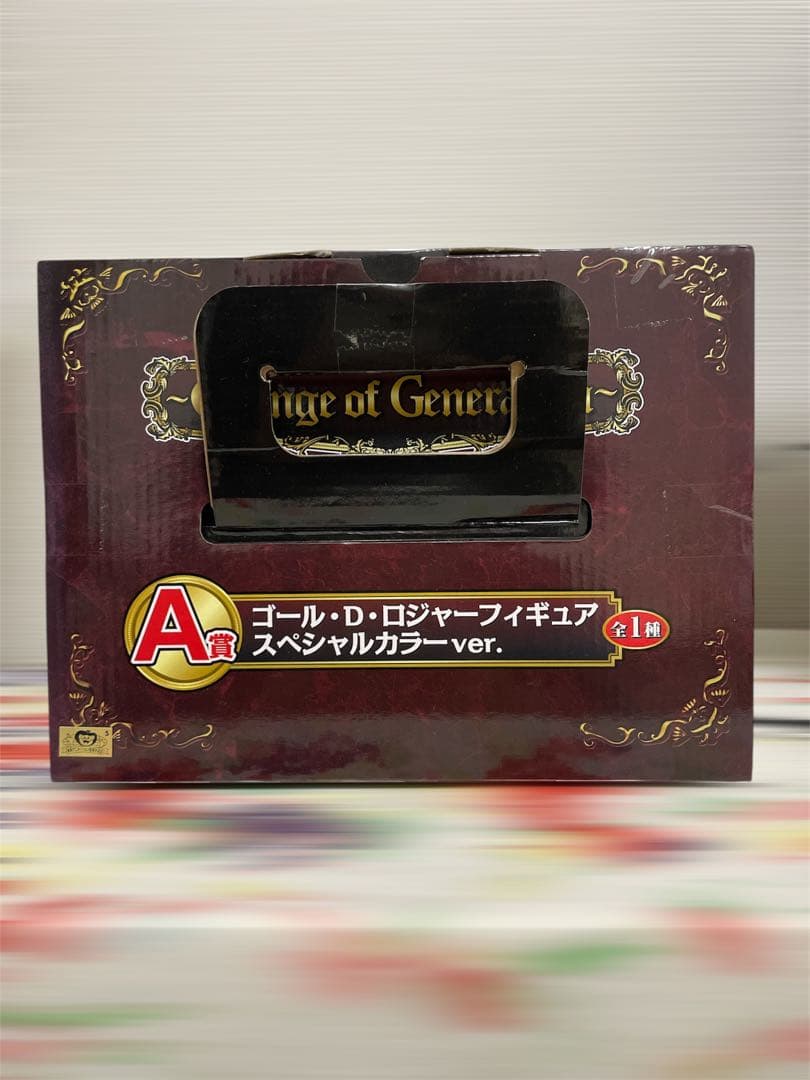 nge of Genera
A賞
ゴール・D・ロジャーフィギュア
スペシャルカラーver.
全1種